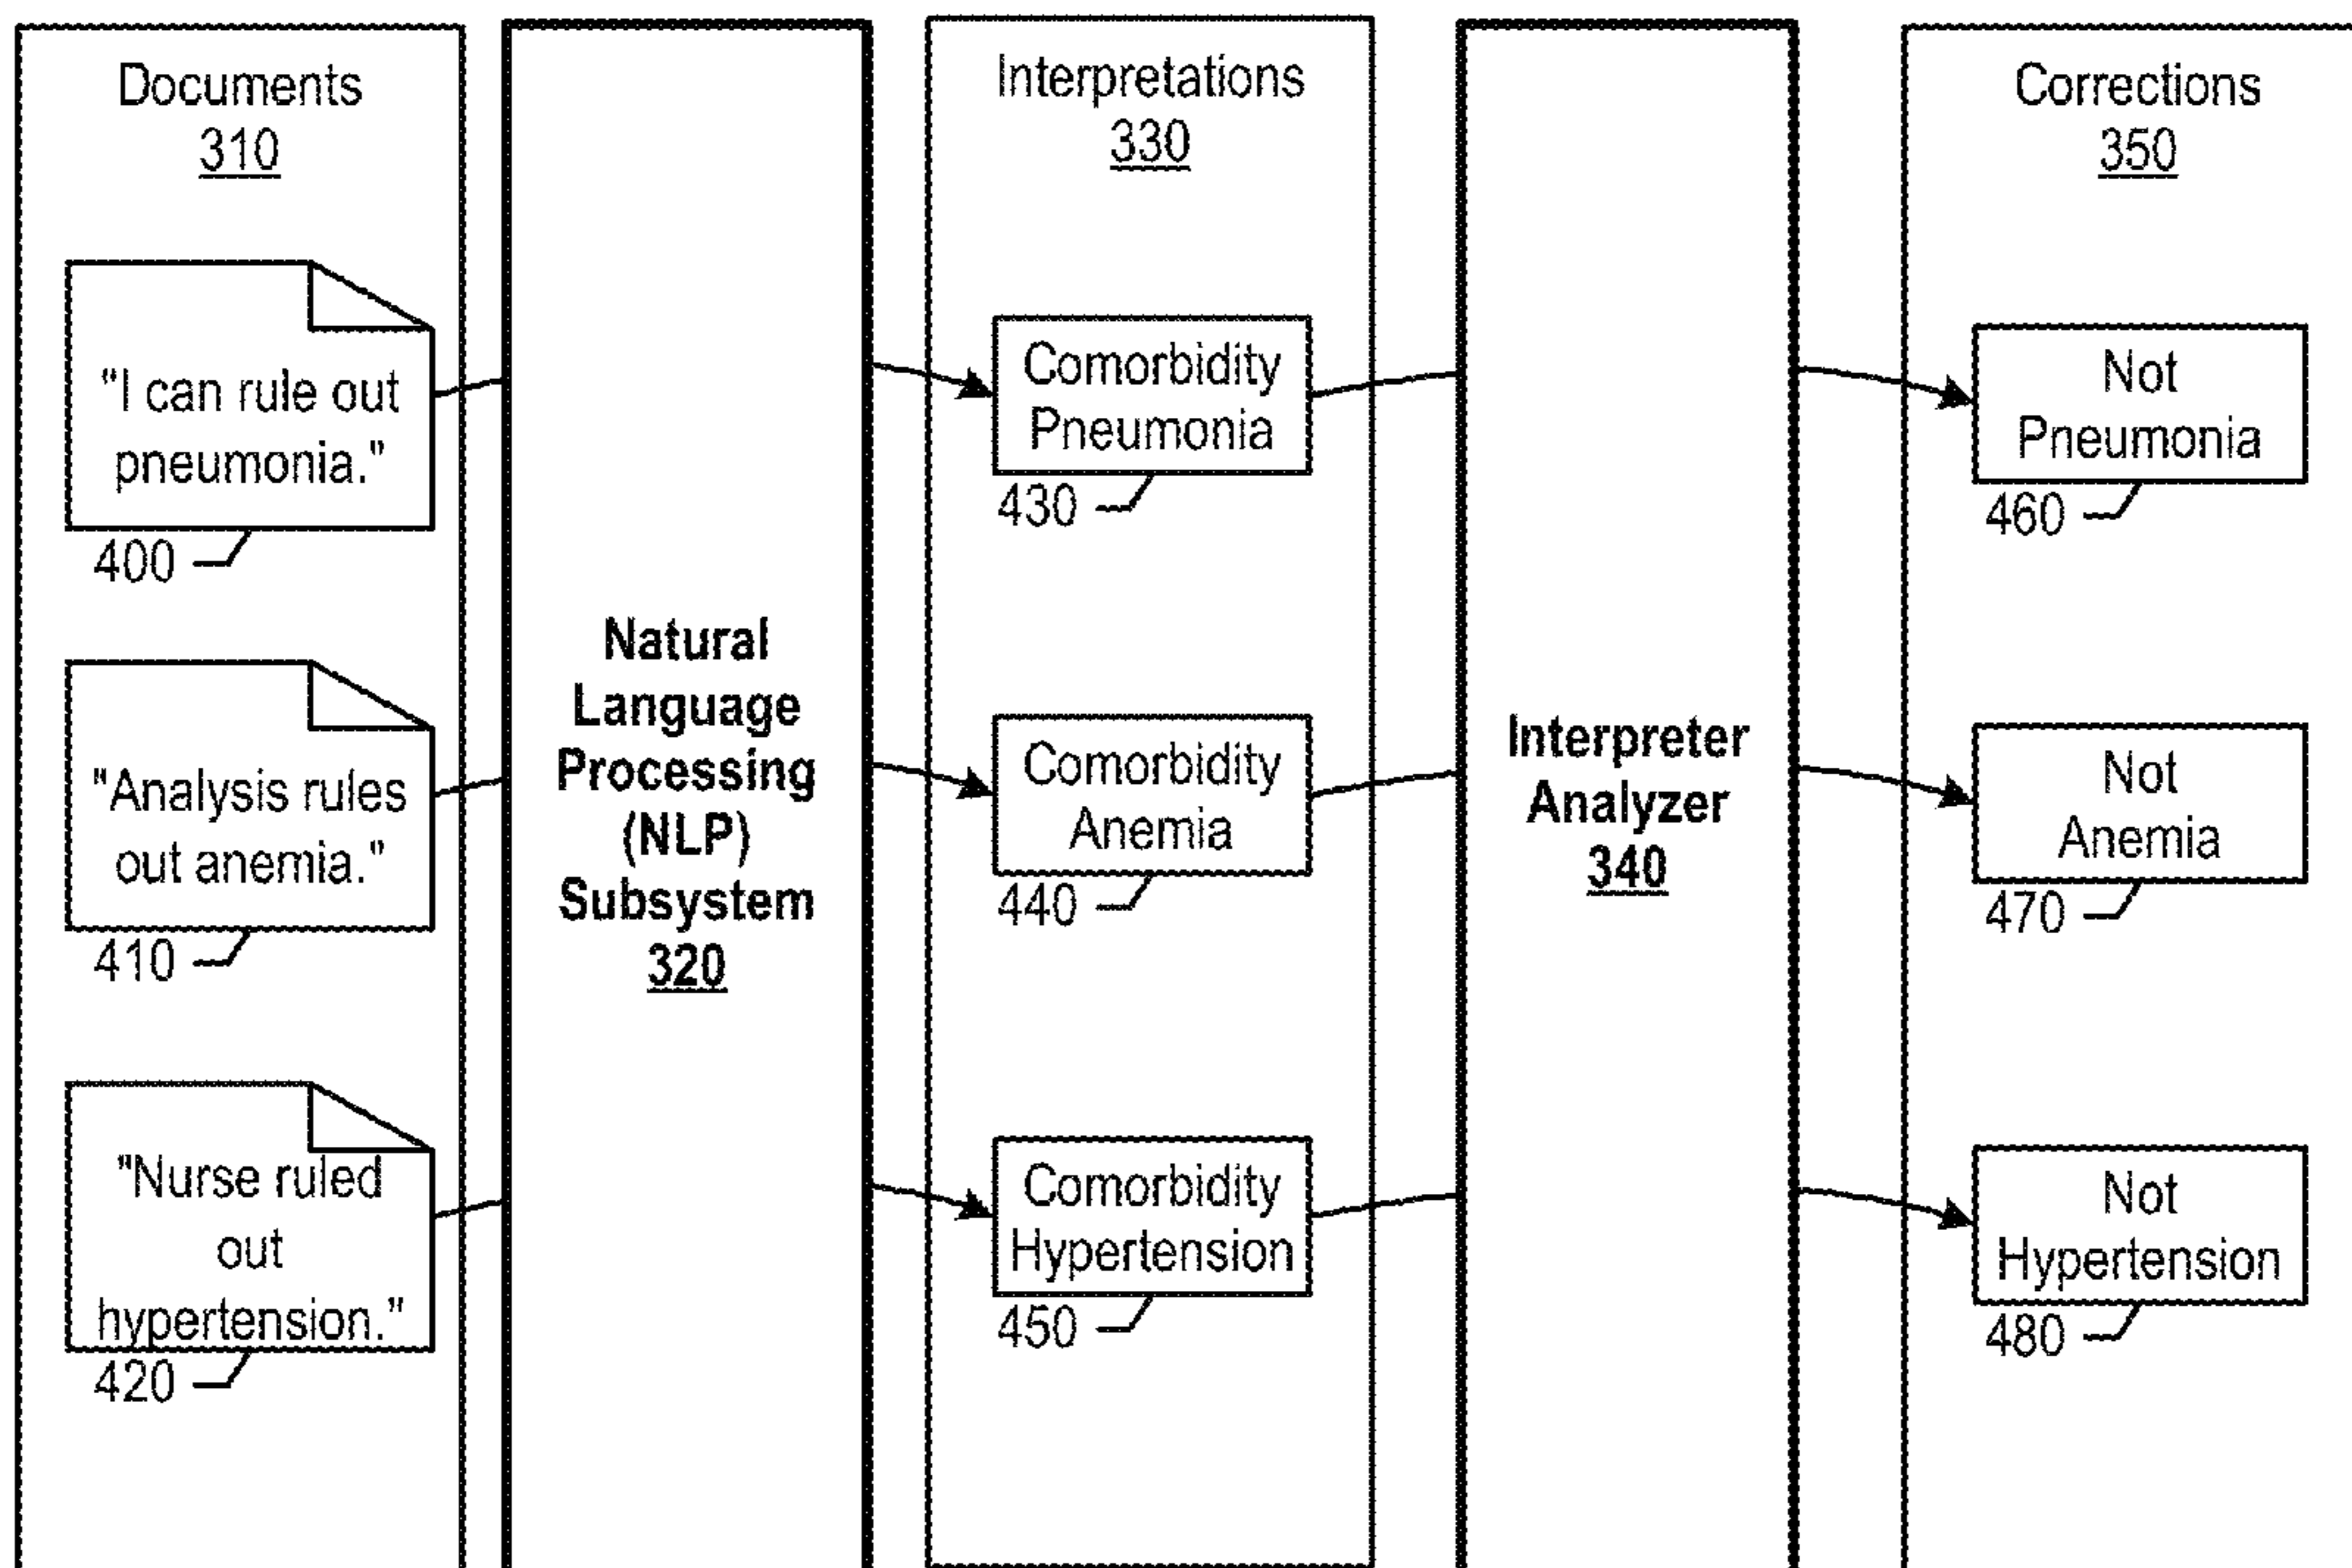 Documents
310
"I can rule out
pneumonia."
400
"Analysis rules
out anemia."
410
"Nurse ruled
out
hypertension."
420
Natural
Language
Processing
(NLP)
Subsystem
320
Interpretations
330
Comorbidity
Pneumonia
430
Comorbidity
Anemia
440
Comorbidity
Hypertension
450
Interpreter
Analyzer
340
Corrections
350
Not
Pneumonia
460
Not
Anemia
470
Not
Hypertension
480